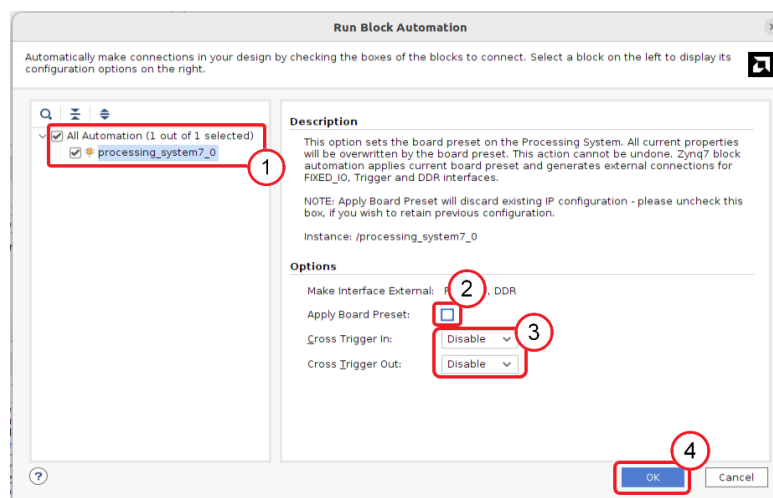 Run Block Automation
Automatically make connections in your design by checking the boxes of the blocks to connect. Select a block on the left to display its
configuration options on the right.
All Automation (1 out of 1 selected)
processing_system7_0
1
Description
This option sets the board preset on the Processing System. All current properties
will be overwritten by the board preset. This action cannot be undone. Zynq7 block
automation applies current board preset and generates external connections for
FIXED_IO, Trigger and DDR interfaces.
NOTE: Apply Board Preset will discard existing IP configuration - please uncheck this
box, if you wish to retain previous configuration.
Instance: /processing_system7_0
Options
Make Interface External: , DDR
2
Apply Board Preset:
Cross Trigger In: Disable
3
Cross Trigger Out: Disable
4
? OK Cancel